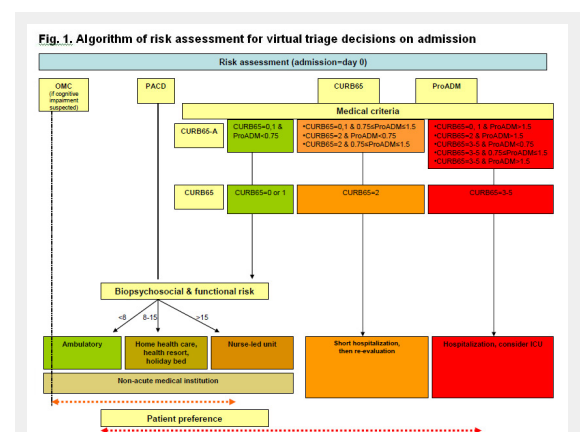 Fig. 1. Algorithm of risk assessment for virtual triage decisions on admission
Risk assessment (admission=day 0)
OMC
(if cognitive
impairment
suspected)
PACD
CURB65
ProADM
Medical criteria
CURB65-A
CURB65=0,1 &
ProADM<0.75
•CURB65=0,1 & 0.75≤ProADM≤1.5
•CURB65=2 & ProADM<0.75
•CURB65=2 & 0.75≤ProADM≤1.5
•CURB65=0, 1 & ProADM>1.5
•CURB65=2 & ProADM>1.5
•CURB65=3-5 & ProADM<0.75
•CURB65=3-5 & 0.75≤ProADM≤1.5
•CURB65=3-5 & ProADM>1.5
CURB65
CURB65=0 or 1
CURB65=2
CURB65=3-5
Biopsychosocial & functional risk
<8
8-15
>15
Ambulatory
Home health care,
health resort,
holiday bed
Nurse-led unit
Short hospitalization,
then re-evaluation
Hospitalization, consider ICU
Non-acute medical institution
Patient preference